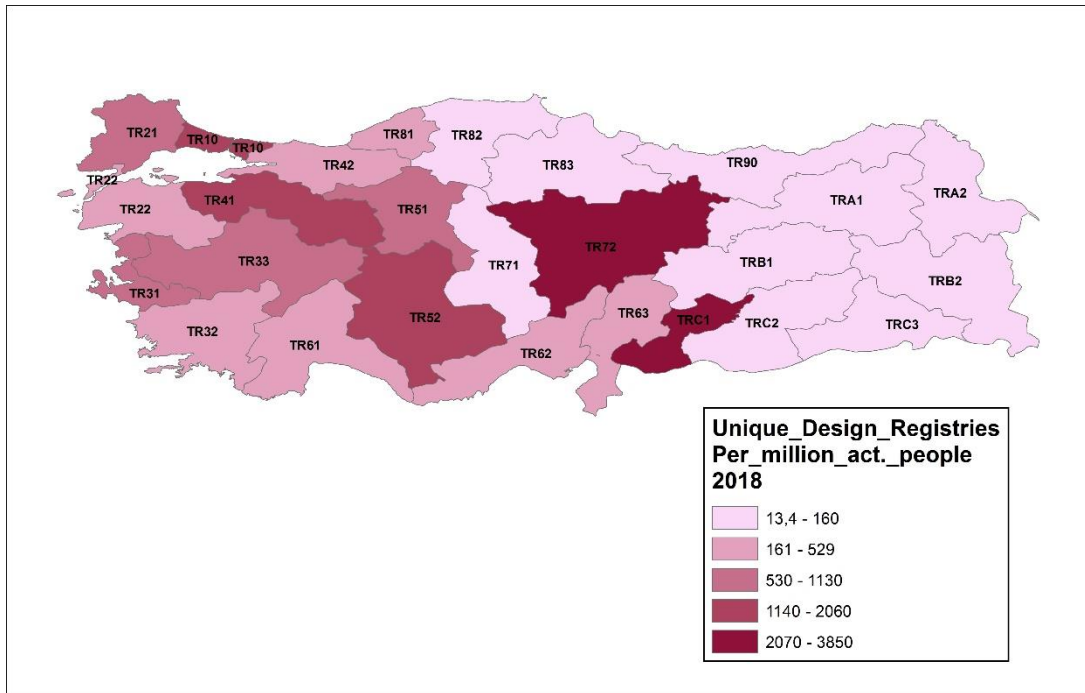 TR21
TR10
TR10
TR81
TR82
TR42
TR83
TR90
TR22
TR22
TR41
TR51
TRA1
TRA2
TR33
TR72
TR71
TRB1
TRB2
TR31
TR52
TR63
TRC1
TRC2
TRC3
TR32
TR61
TR62
Unique_Design_Registries
Per_million_act._people
2018
13,4 - 160
161 - 529
530 - 1130
1140 - 2060
2070 - 3850